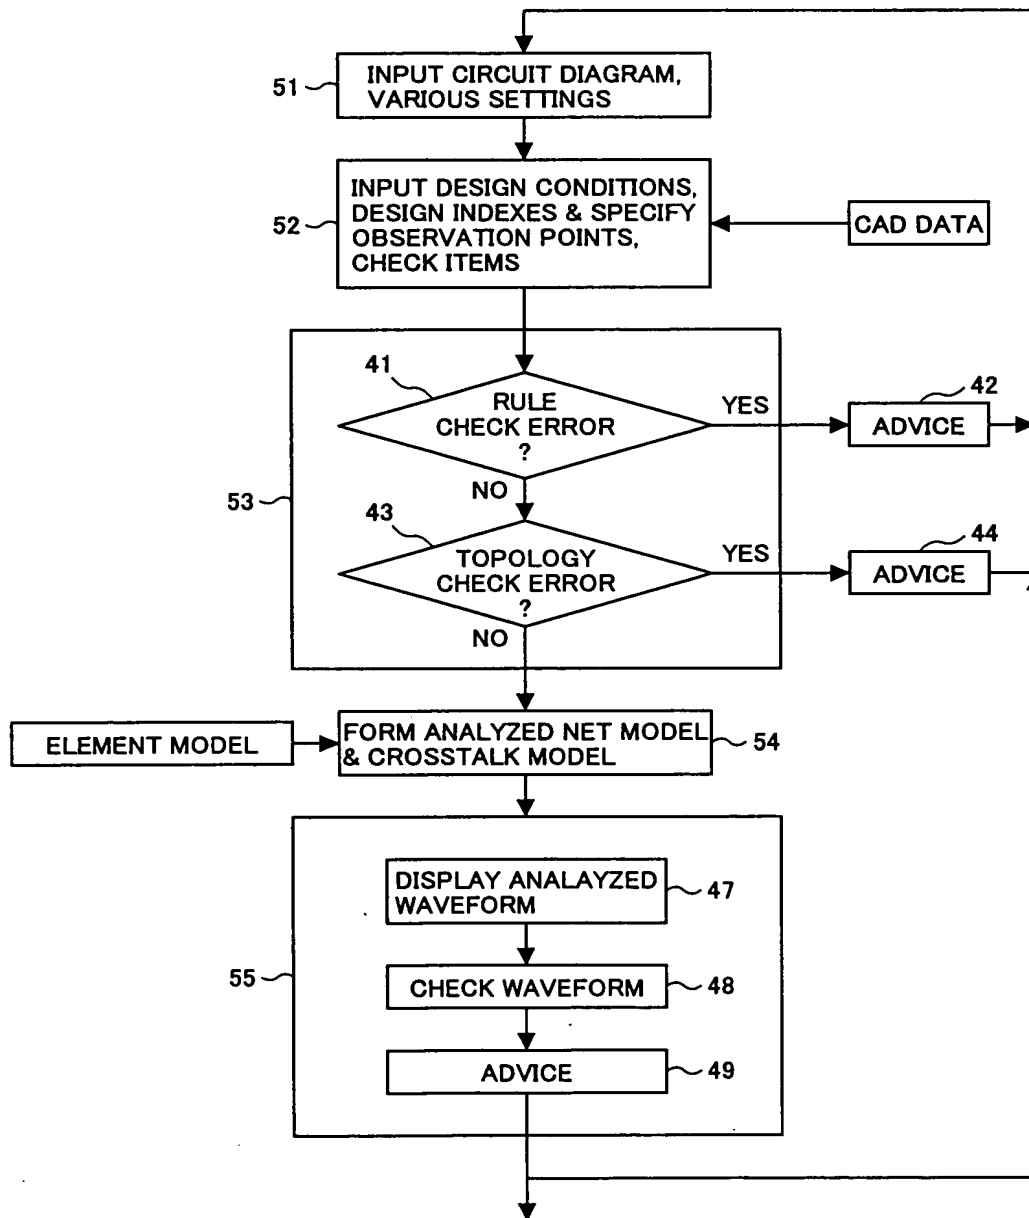 51
INPUT CIRCUIT DIAGRAM,
VARIOUS SETTINGS
52
INPUT DESIGN CONDITIONS,
DESIGN INDEXES & SPECIFY
OBSERVATION POINTS,
CHECK ITEMS
CAD DATA
53
41
RULE
CHECK ERROR
?
YES
42
ADVICE
NO
43
TOPOLOGY
CHECK ERROR
?
YES
44
ADVICE
NO
ELEMENT MODEL
FORM ANALYZED NET MODEL
& CROSSTALK MODEL
54
55
DISPLAY ANALAYZED
WAVEFORM
47
CHECK WAVEFORM
48
ADVICE
49